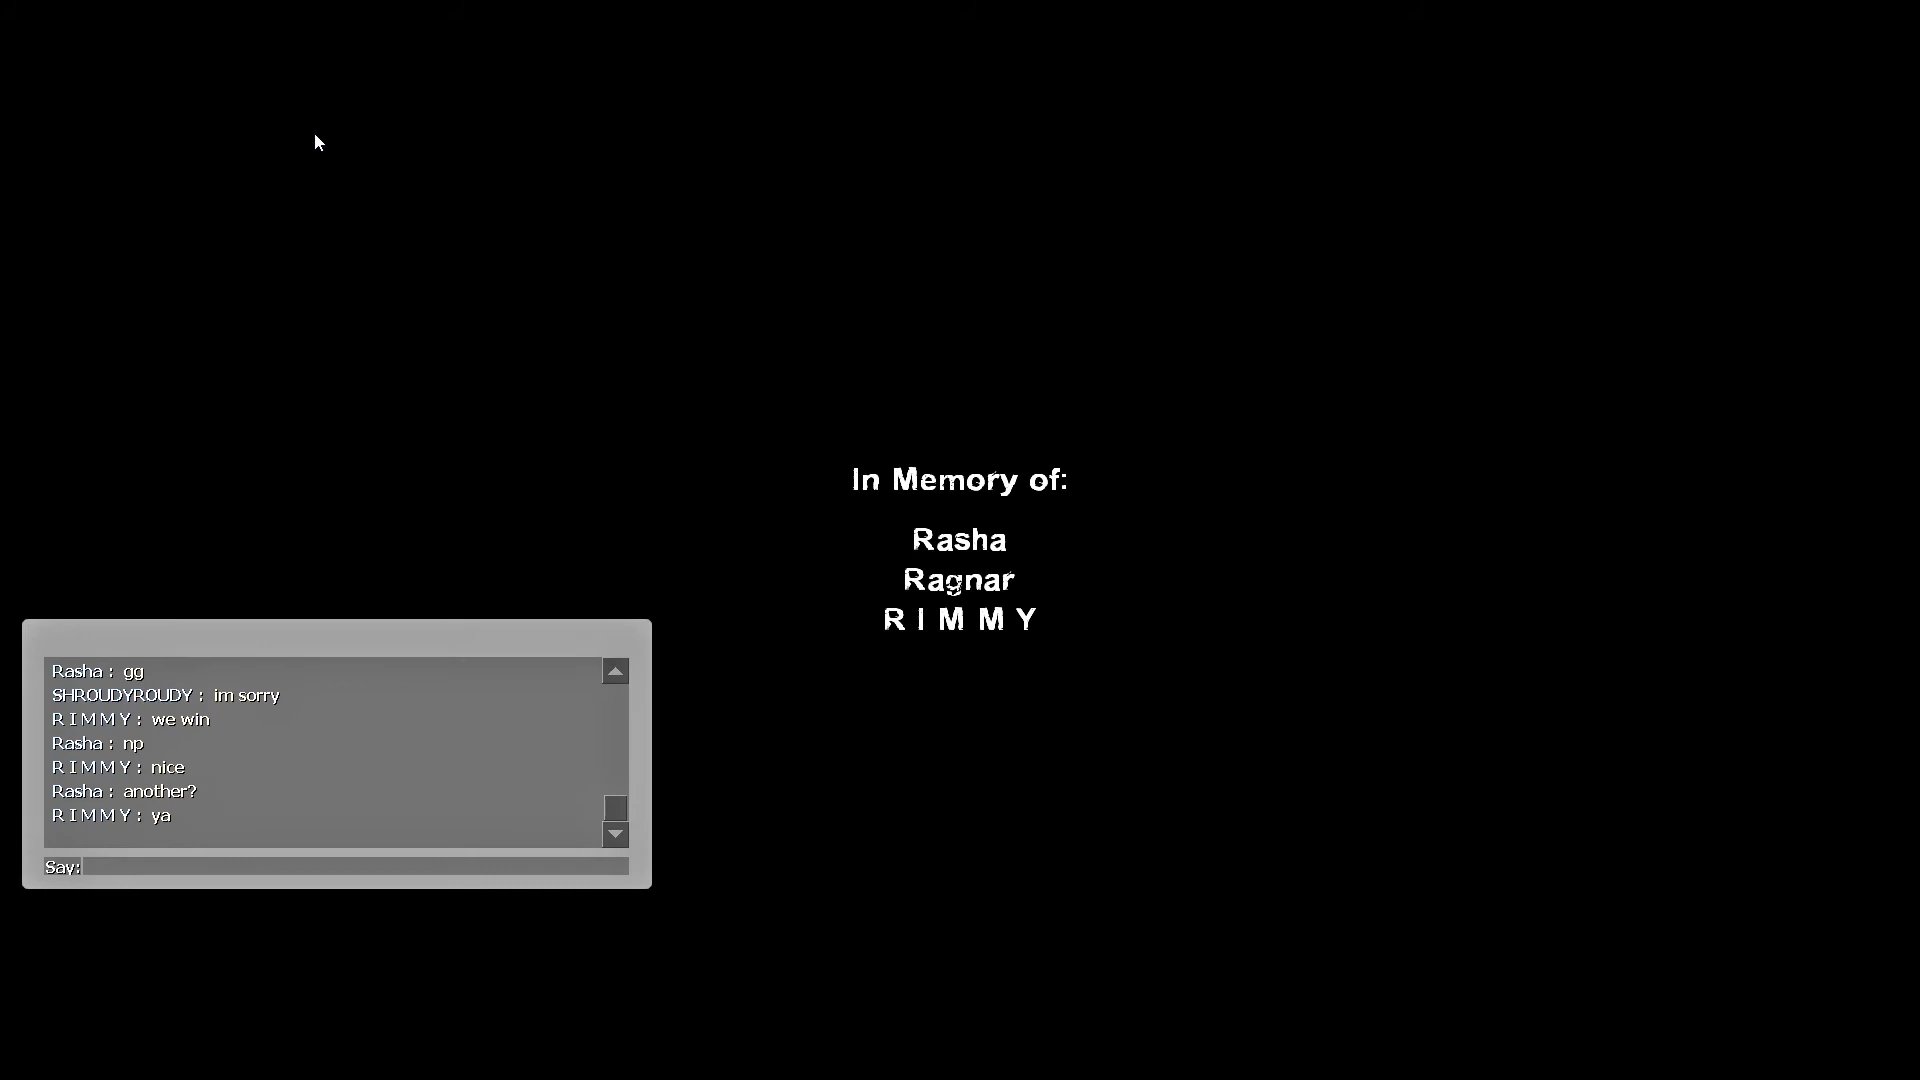 In Memory of:
Rasha
Ragnar
R I M M Y
Rasha : gg
SHROUDYROUDY : im sorry
R I M M Y : we win
Rasha : np
R I M M Y : nice
Rasha : another?
R I M M Y : ya
Say: